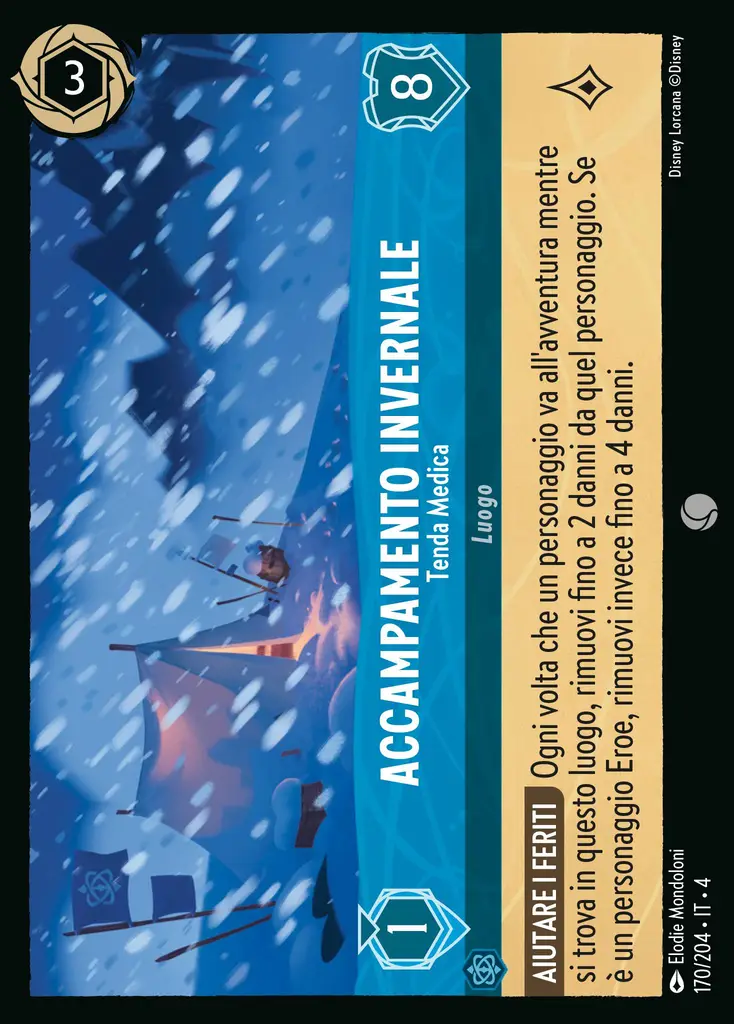 3
8
ACCAMPAMENTO INVERNALE
Tenda Medica
1
Luogo
AIUTARE I FERITI Ogni volta che un personaggio va all'avventura mentre
si trova in questo luogo, rimuovi fino a 2 danni da quel personaggio. Se
è un personaggio Eroe, rimuovi invece fino a 4 danni.
Elodie Mondoloni
170/204 • IT • 4
Disney Lorcana ©Disney